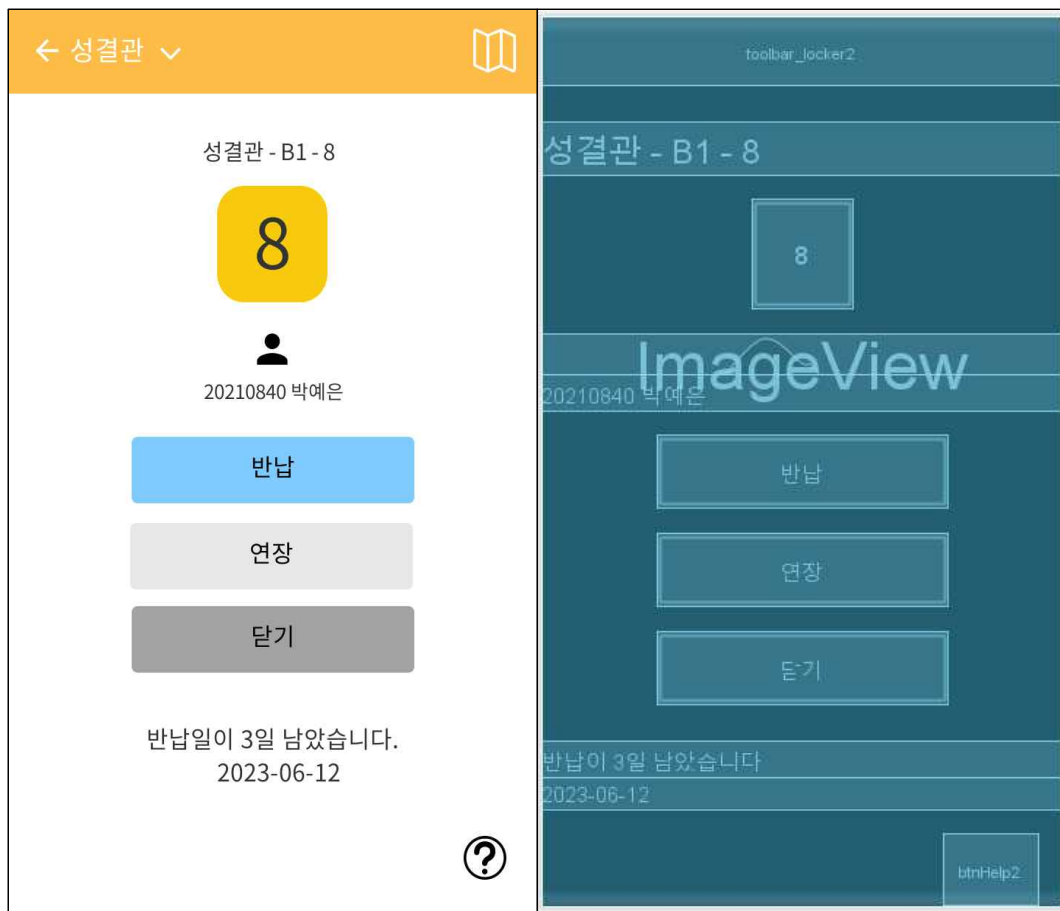 성결관
성결관 - B1 - 8
8
20210840 박예은
반납
연장
닫기
반납일이 3일 남았습니다.
2023-06-12
toolbar_locker2
성결관 - B1 - 8
8
ImageView
20210840 박예은
반납
연장
닫기
반납이 3일 남았습니다
2023-06-12
btnHelp2